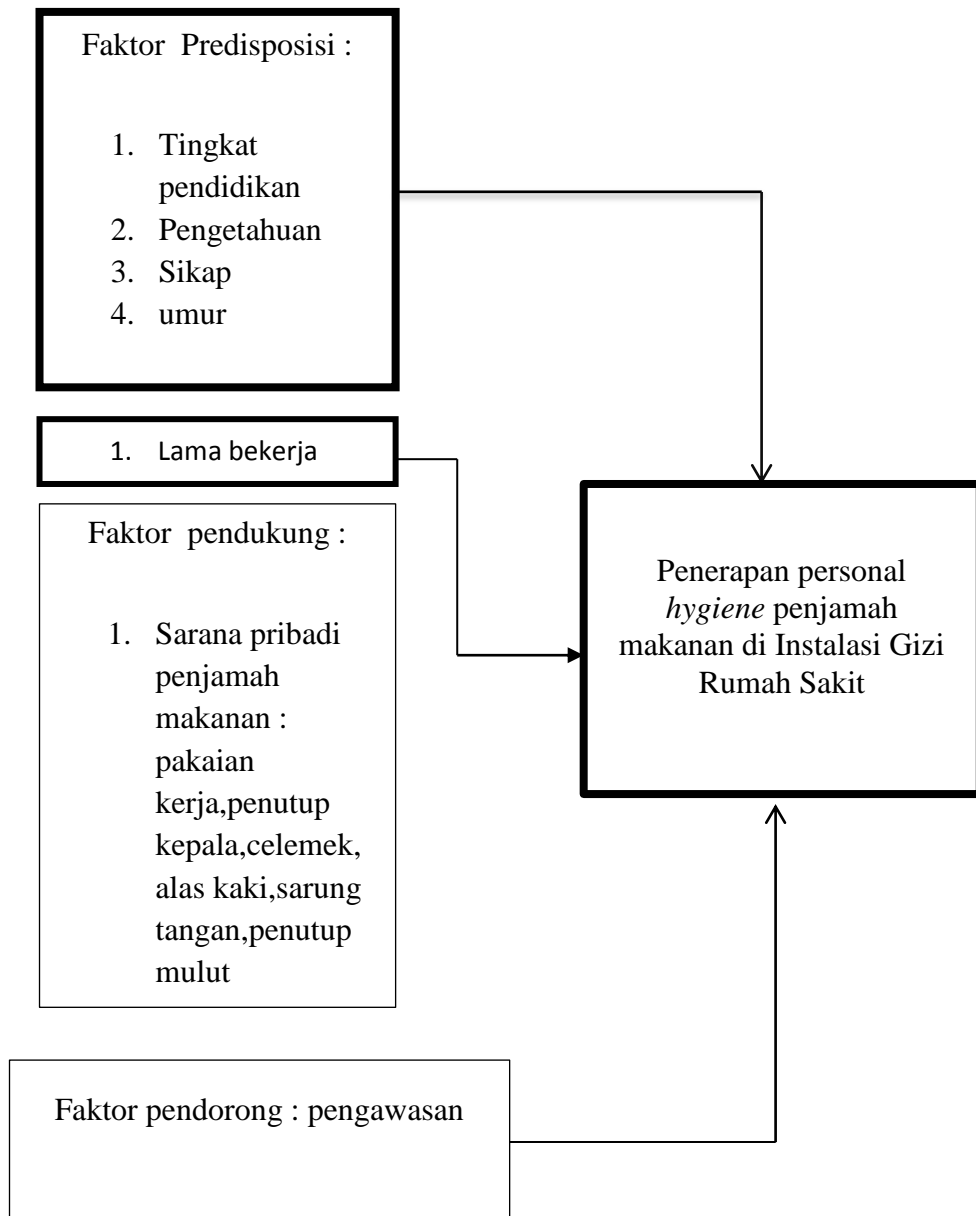 Faktor Predisposisi :
1. Tingkat
pendidikan
2. Pengetahuan
3. Sikap
4. umur
1. Lama bekerja
Faktor pendukung :
1. Sarana pribadi
penjamah
makanan :
pakaian
kerja,penutup
kepala,celemek,
alas kaki,sarung
tangan,penutup
mulut
Penerapan personal
hygiene penjamah
makanan di Instalasi Gizi
Rumah Sakit
Faktor pendorong : pengawasan